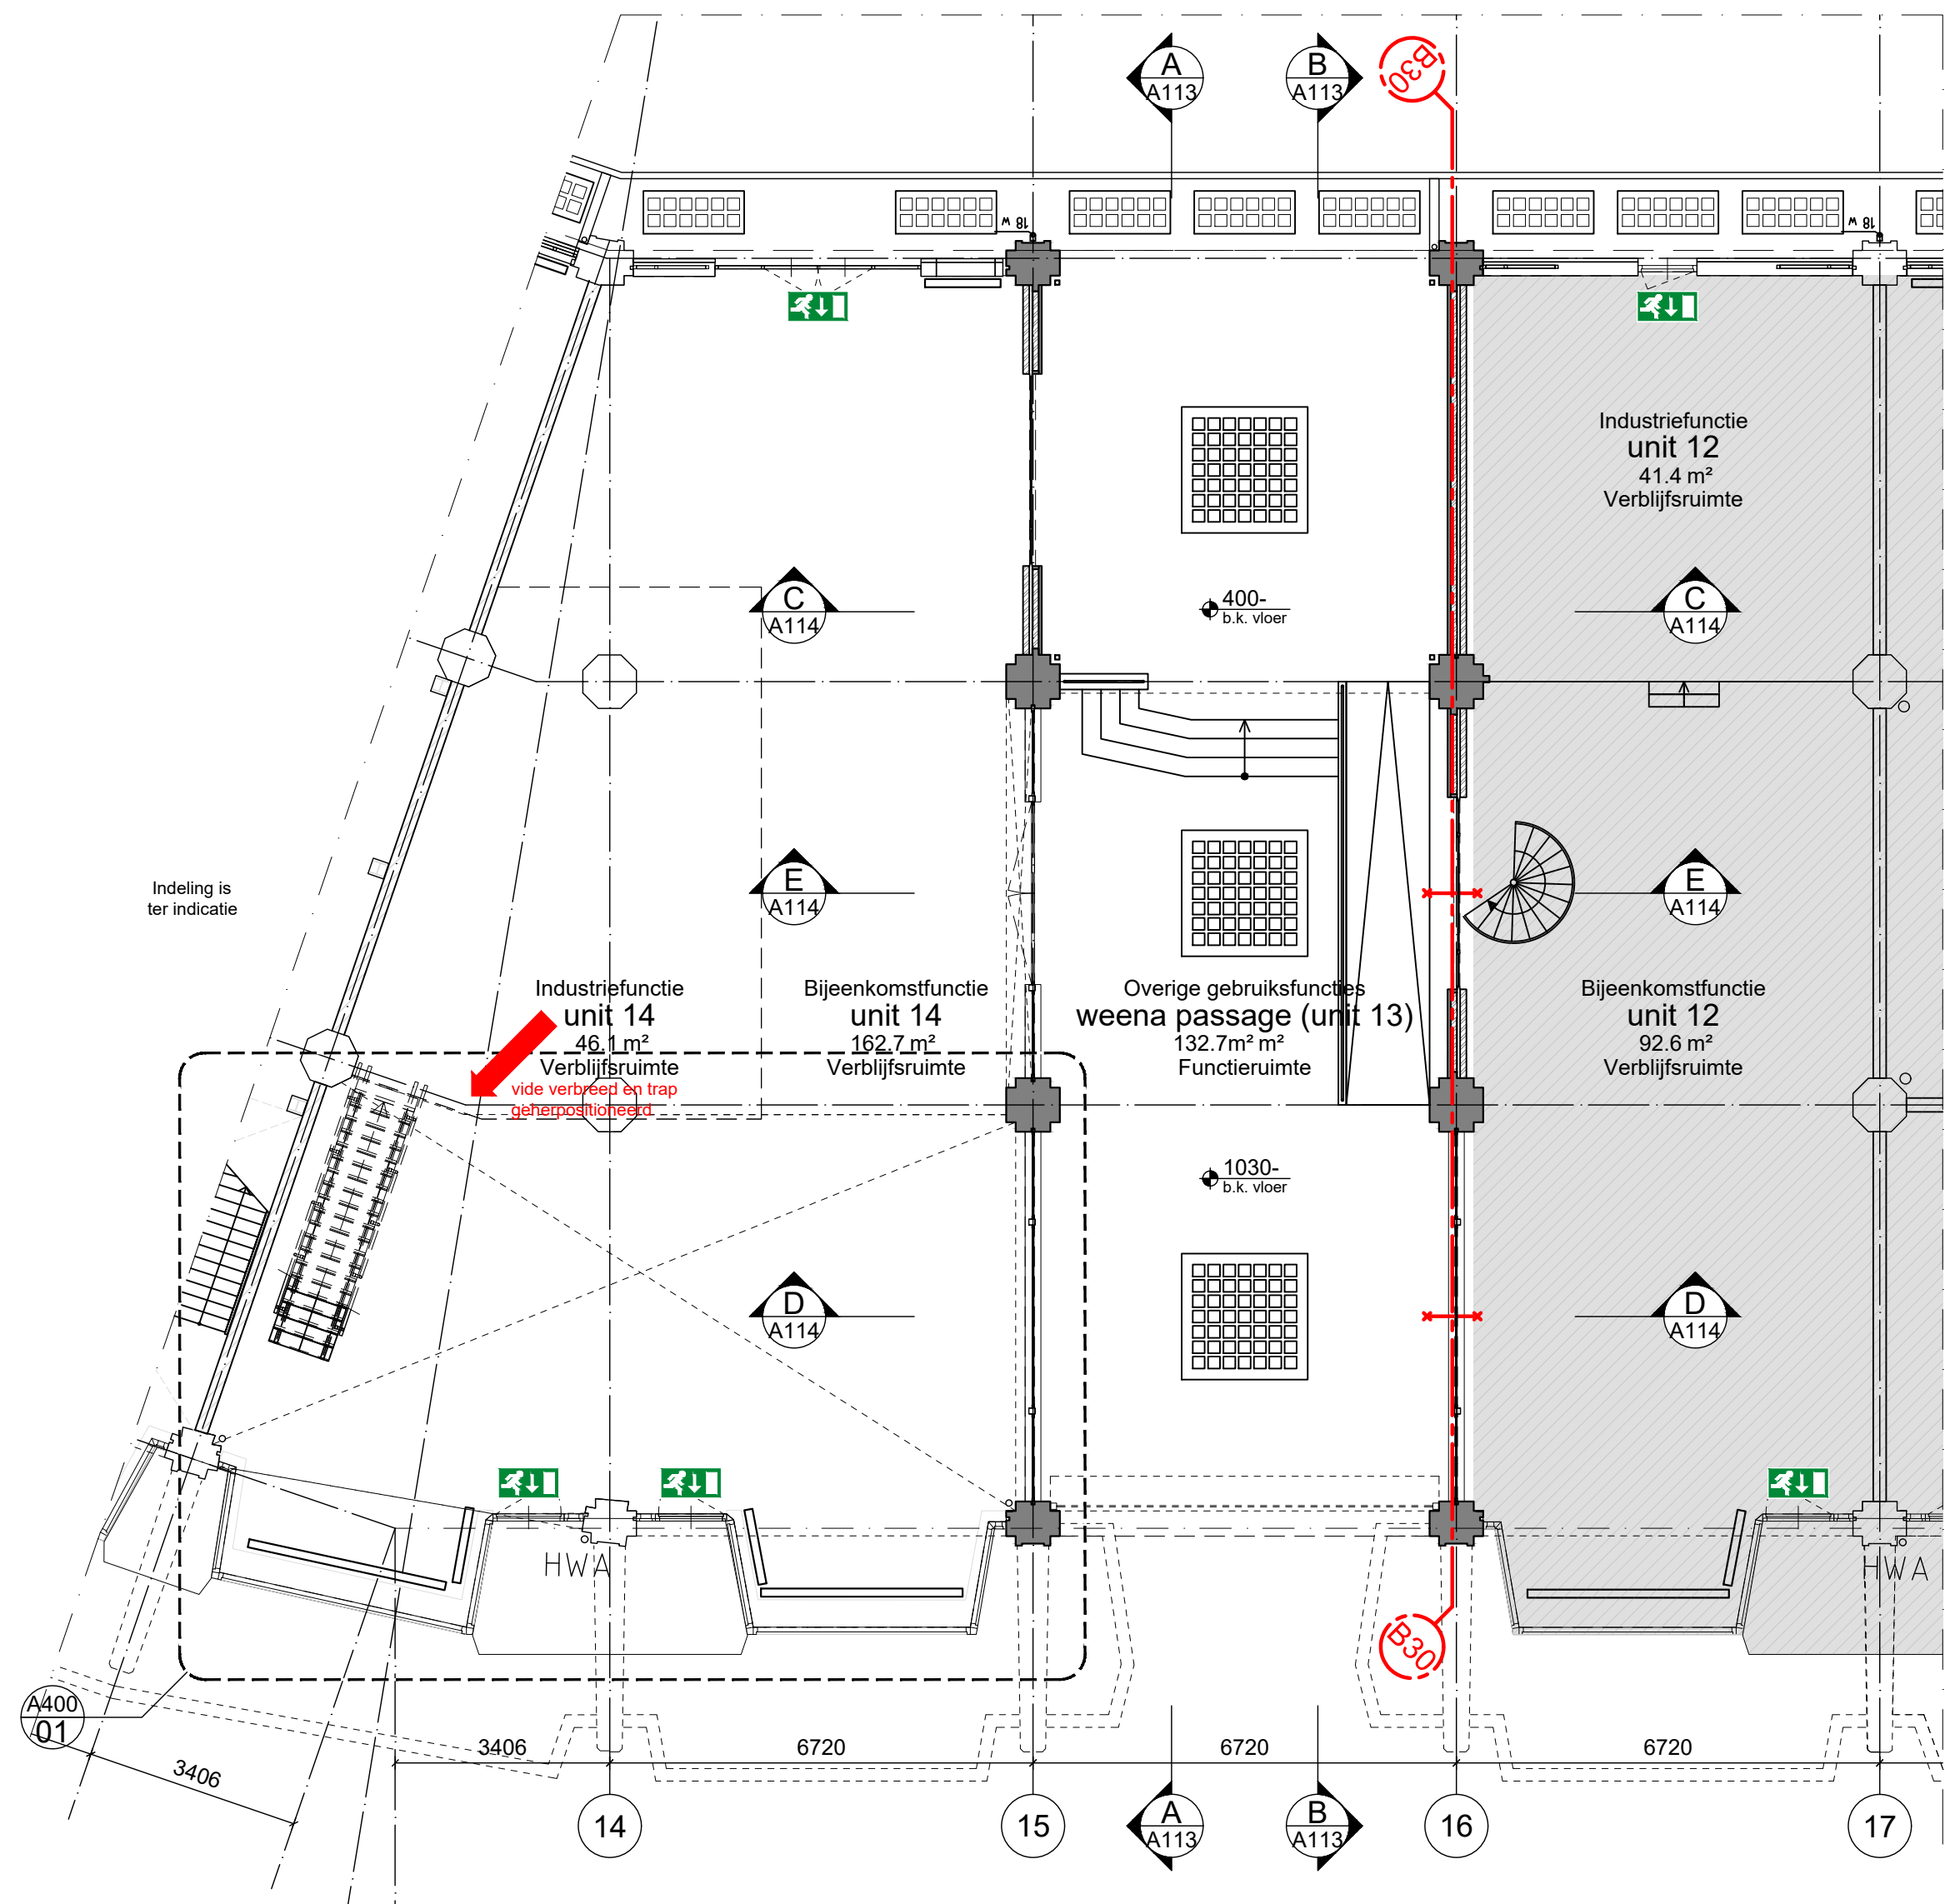 A
A113
B
A113
B30
18 w
18 w
Industriefunctie
unit 12
41.4 m²
Verblijfsruimte
C
A114
400-
b.k. vloer
C
A114
Indeling is
ter indicatie
E
A114
E
A114
Industriefunctie
unit 14
46.1 m²
Verblijfsruimte
Bijeenkomstfunctie
unit 14
162.7 m²
Verblijfsruimte
Overige gebruiksfuncties
weena passage (unit 13)
132.7m² m²
Functieruimte
Bijeenkomstfunctie
unit 12
92.6 m²
Verblijfsruimte
vide verbreed en trap
geherpositioneerd
1030-
b.k. vloer
D
A114
D
A114
HWA
HWA
B30
A400
01
3406
3406
6720
6720
6720
14
15
A
A113
B
A113
16
17